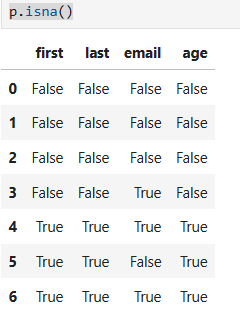 p.isna()
first last email age
0 False False False False
1 False False False False
2 False False False False
3 False False True False
4 True True True True
5 True True False True
6 True True True True